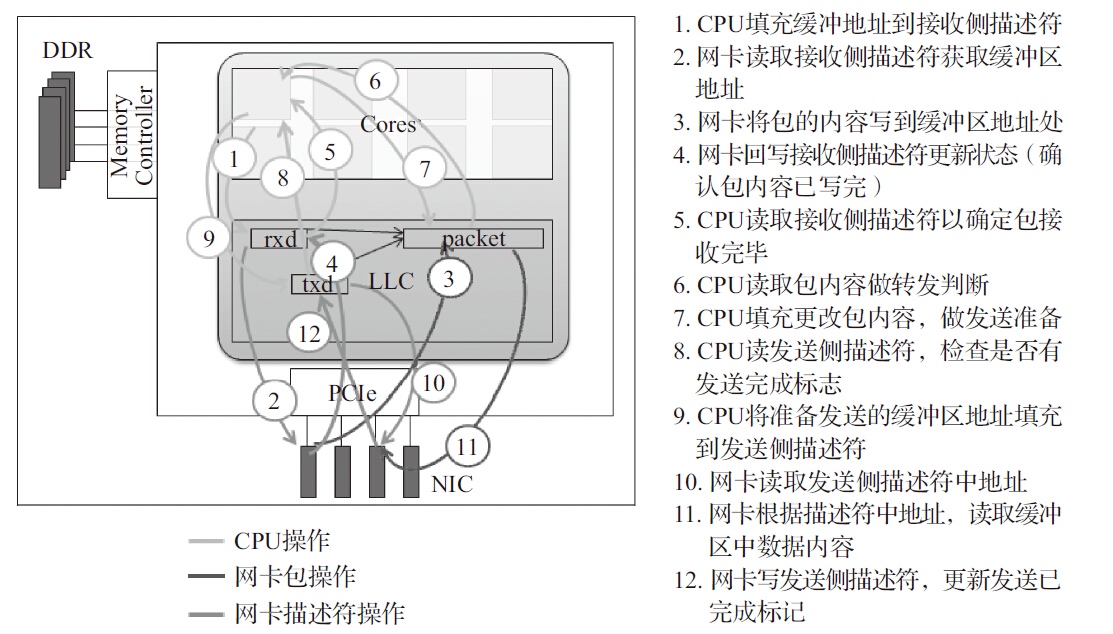 DDR
Memory
Controller
6
Cores
1
5
8
7
9
rxd
packet
4
3
txd
LLC
12
PCIe
10
2
11
NIC
CPU操作
网卡包操作
网卡描述符操作
1. CPU填充缓冲地址到接收侧描述符
2. 网卡读取接收侧描述符获取缓冲区
地址
3. 网卡将包的内容写到缓冲区地址处
4. 网卡回写接收侧描述符更新状态（确
认包内容已写完）
5. CPU读取接收侧描述符以确定包接
收完毕
6. CPU读取包内容做转发判断
7. CPU填充更改包内容，做发送准备
8. CPU读发送侧描述符，检查是否有
发送完成标志
9. CPU将准备发送的缓冲区地址填充
到发送侧描述符
10. 网卡读取发送侧描述符中地址
11. 网卡根据描述符中地址，读取缓冲
区中数据内容
12. 网卡写发送侧描述符，更新发送已
完成标记